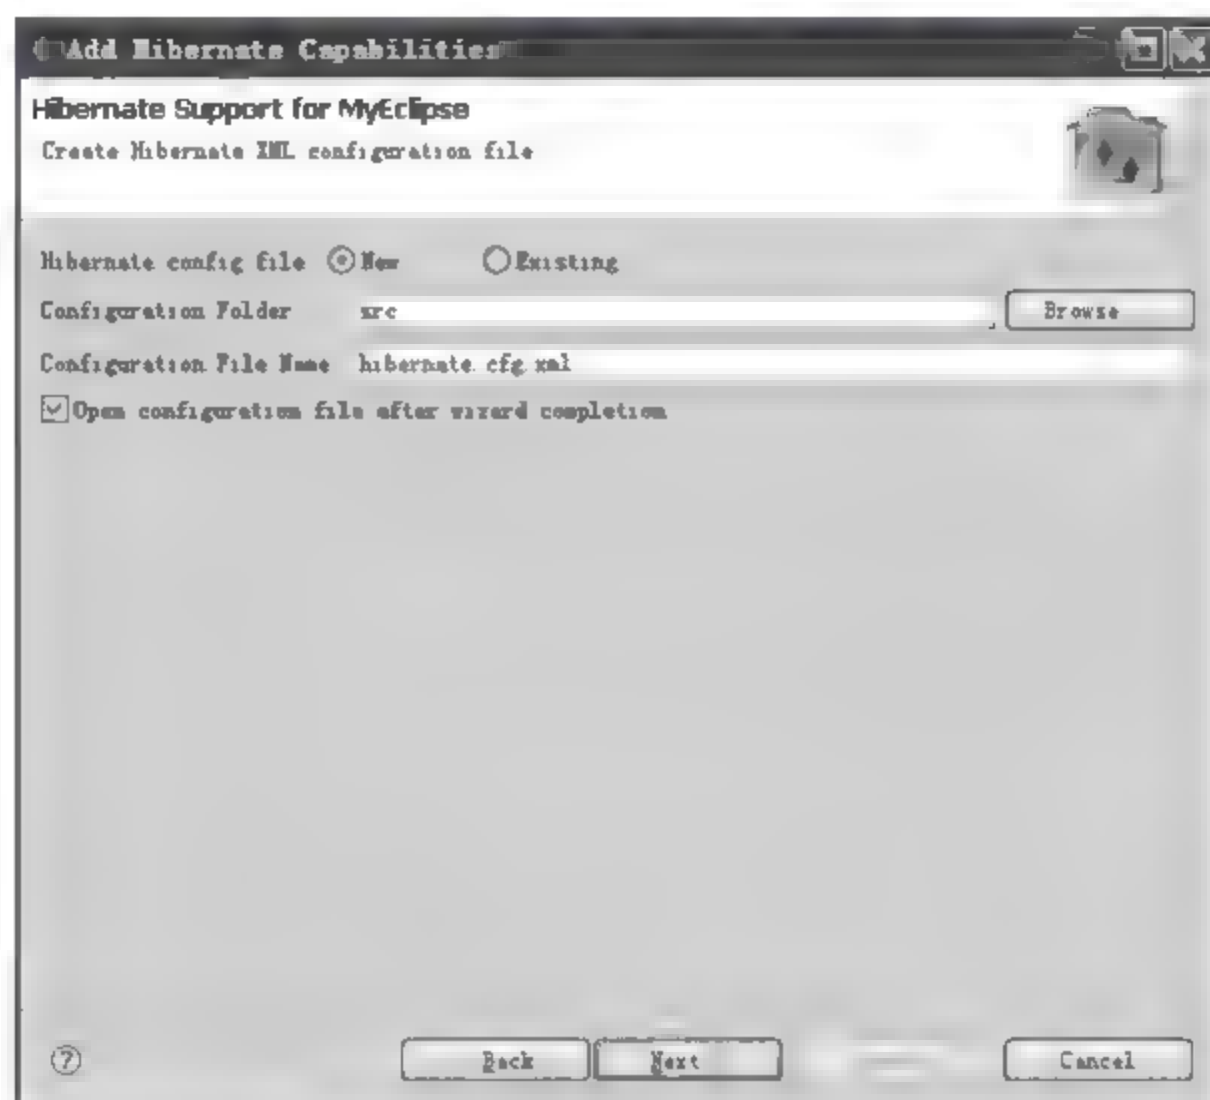 Add Hibernate Capabilities
Hibernate Support for MyEclipse
Create Hibernate XML configuration file
Hibernate config file New Existing
Configuration Folder src Browse
Configuration File Name hibernate.cfg.xml
Open configuration file after wizard completion
? Back Next Cancel